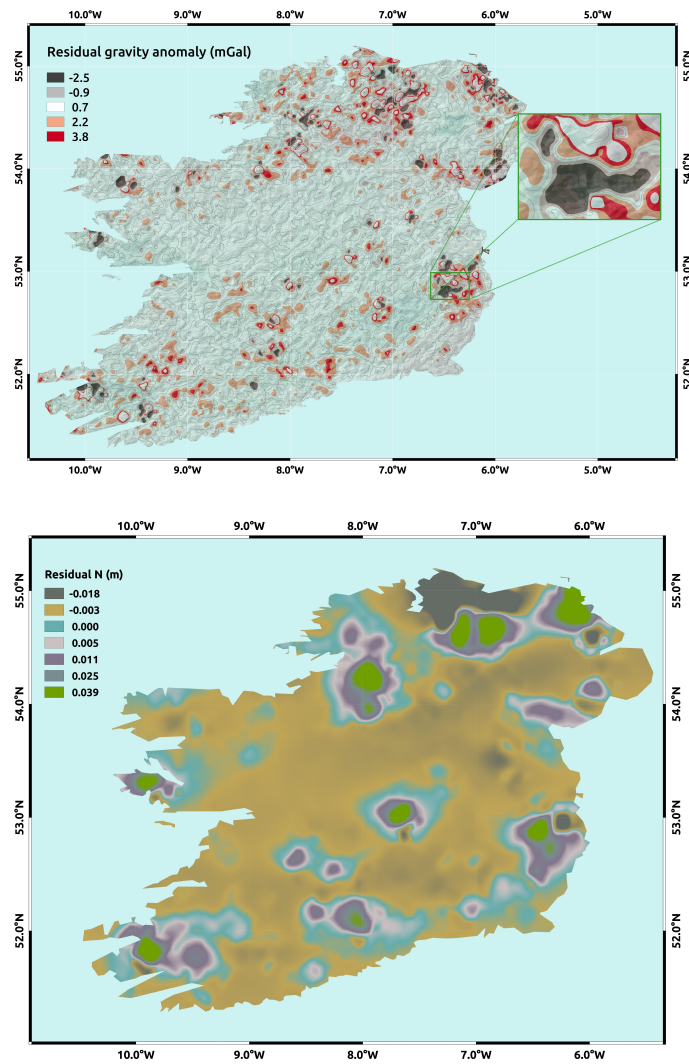 10.0°W 9.0°W 8.0°W 7.0°W 6.0°W 5.0°W
Residual gravity anomaly (mGal)
-2.5
-0.9
0.7
2.2
3.8
55.0°N
54.0°N
53.0°N
52.0°N
55.0°N
54.0°N
53.0°N
52.0°N
10.0°W 9.0°W 8.0°W 7.0°W 6.0°W 5.0°W
10.0°W 9.0°W 8.0°W 7.0°W 6.0°W
Residual N (m)
-0.018
-0.003
0.000
0.005
0.011
0.025
0.039
55.0°N
54.0°N
53.0°N
52.0°N
55.0°N
54.0°N
53.0°N
52.0°N
10.0°W 9.0°W 8.0°W 7.0°W 6.0°W